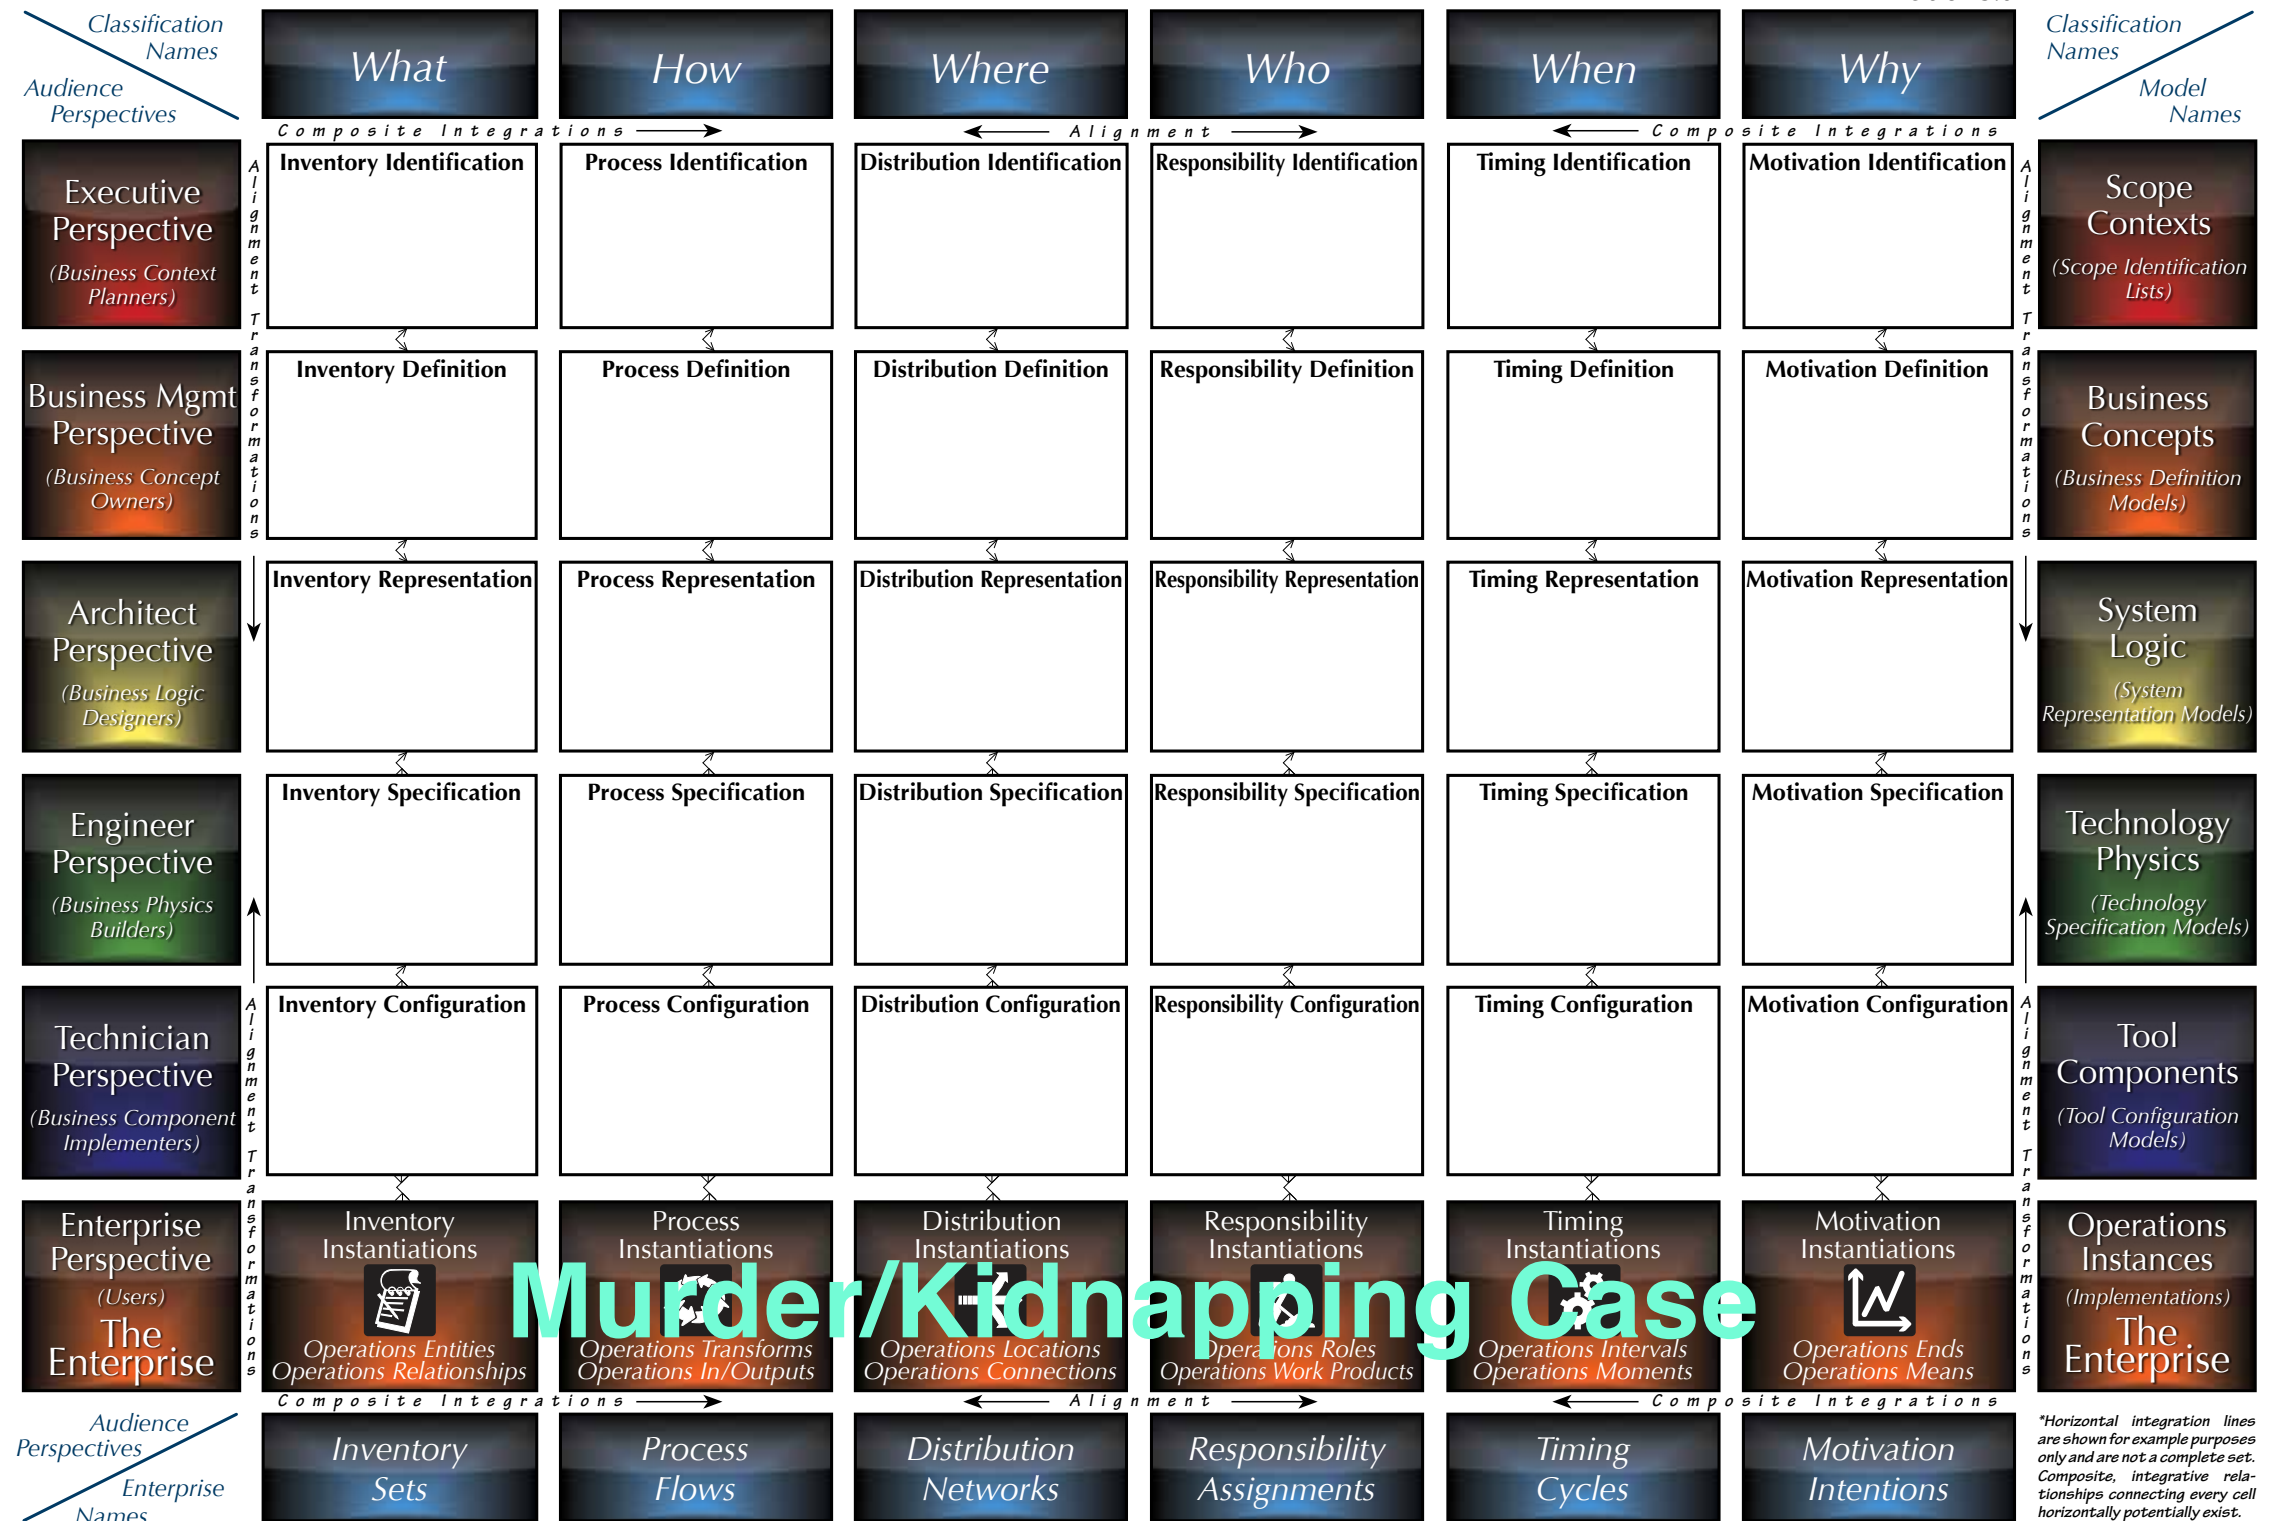 Classification
Names
Audience
Perspectives
What
How
Where
Who
When
Why
Classification
Names
Model
Names
Composite Integrations
Alignment
Composite Integrations
Alignment Transformations
Alignment Transformations
Executive
Perspective
(Business Context
Planners)
Inventory Identification
Process Identification
Distribution Identification
Responsibility Identification
Timing Identification
Motivation Identification
Scope
Contexts
(Scope Identification
Lists)
Business Mgmt
Perspective
(Business Concept
Owners)
Inventory Definition
Process Definition
Distribution Definition
Responsibility Definition
Timing Definition
Motivation Definition
Business
Concepts
(Business Definition
Models)
Architect
Perspective
(Business Logic
Designers)
Inventory Representation
Process Representation
Distribution Representation
Responsibility Representation
Timing Representation
Motivation Representation
System
Logic
(System
Representation Models)
Engineer
Perspective
(Business Physics
Builders)
Inventory Specification
Process Specification
Distribution Specification
Responsibility Specification
Timing Specification
Motivation Specification
Technology
Physics
(Technology
Specification Models)
Alignment Transformations
Alignment Transformations
Technician
Perspective
(Business Component
Implementers)
Inventory Configuration
Process Configuration
Distribution Configuration
Responsibility Configuration
Timing Configuration
Motivation Configuration
Tool
Components
(Tool Configuration
Models)
Enterprise
Perspective
(Users)
The
Enterprise
Inventory
Instantiations
Operations Entities
Operations Relationships
Process
Instantiations
Operations Transforms
Operations In/Outputs
Distribution
Instantiations
Operations Locations
Operations Connections
Responsibility
Instantiations
Operations Roles
Operations Work Products
Timing
Instantiations
Operations Intervals
Operations Moments
Motivation
Instantiations
Operations Ends
Operations Means
Murder/Kidnapping Case
Operations
Instances
(Implementations)
The
Enterprise
Composite Integrations
Alignment
Composite Integrations
Audience
Perspectives
Enterprise
Names
Inventory
Sets
Process
Flows
Distribution
Networks
Responsibility
Assignments
Timing
Cycles
Motivation
Intentions
*Horizontal integration lines
are shown for example purposes
only and are not a complete set.
Composite, integrative rela-
tionships connecting every cell
horizontally potentially exist.